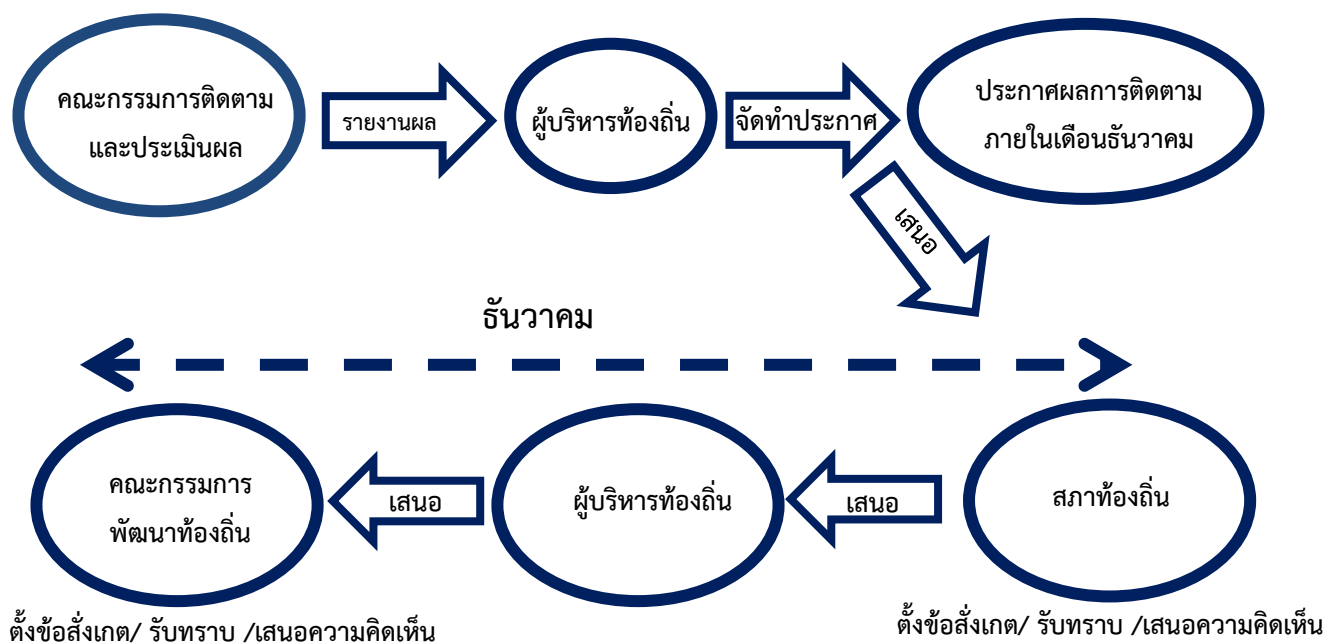 คณะกรรมการติดตาม
และประเมินผล
รายงานผล
ผู้บริหารท้องถิ่น
จัดทำประกาศ
ประกาศผลการติดตาม
ภายในเดือนธันวาคม
เสนอ
ธันวาคม
คณะกรรมการ
พัฒนาท้องถิ่น
เสนอ
ผู้บริหารท้องถิ่น
เสนอ
สภาท้องถิ่น
ตั้งข้อสั่งเกต/ รับทราบ /เสนอความคิดเห็น
ตั้งข้อสั่งเกต/ รับทราบ /เสนอความคิดเห็น